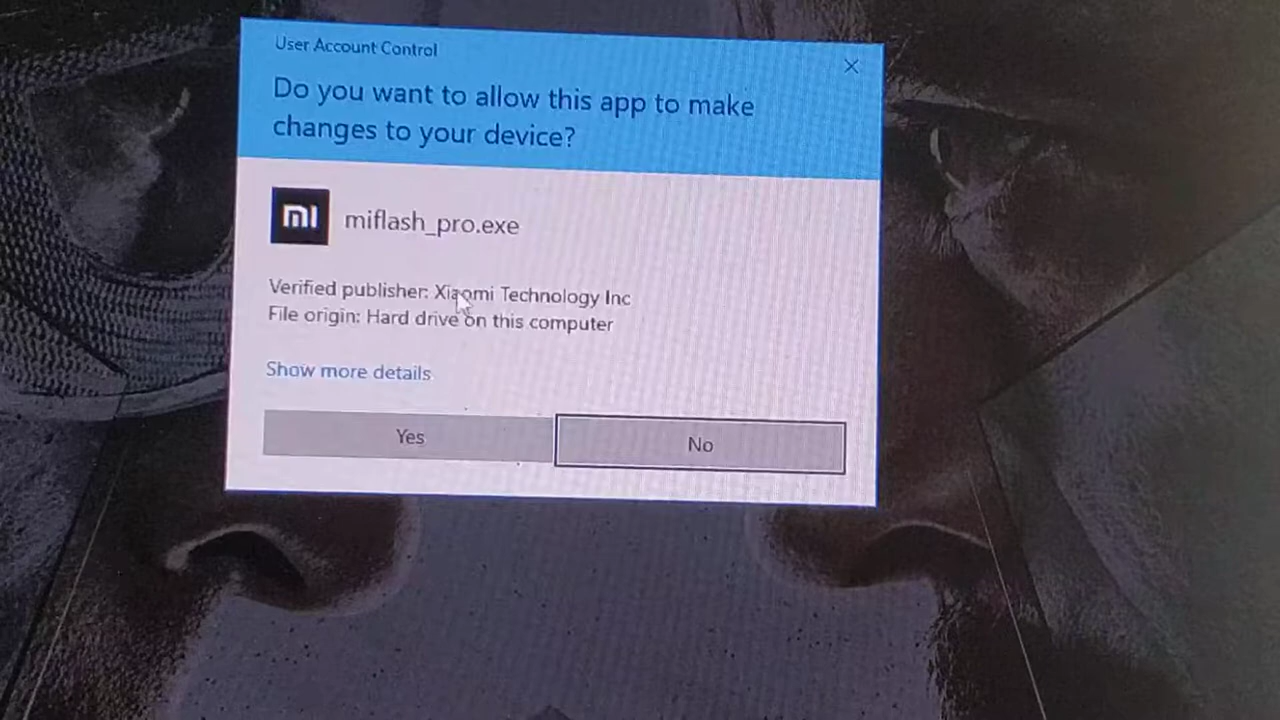 User Account Control
Do you want to allow this app to make
changes to your device?
mi
miflash_pro.exe
Verified publisher: Xiaomi Technology Inc
File origin: Hard drive on this computer
Show more details
Yes
No